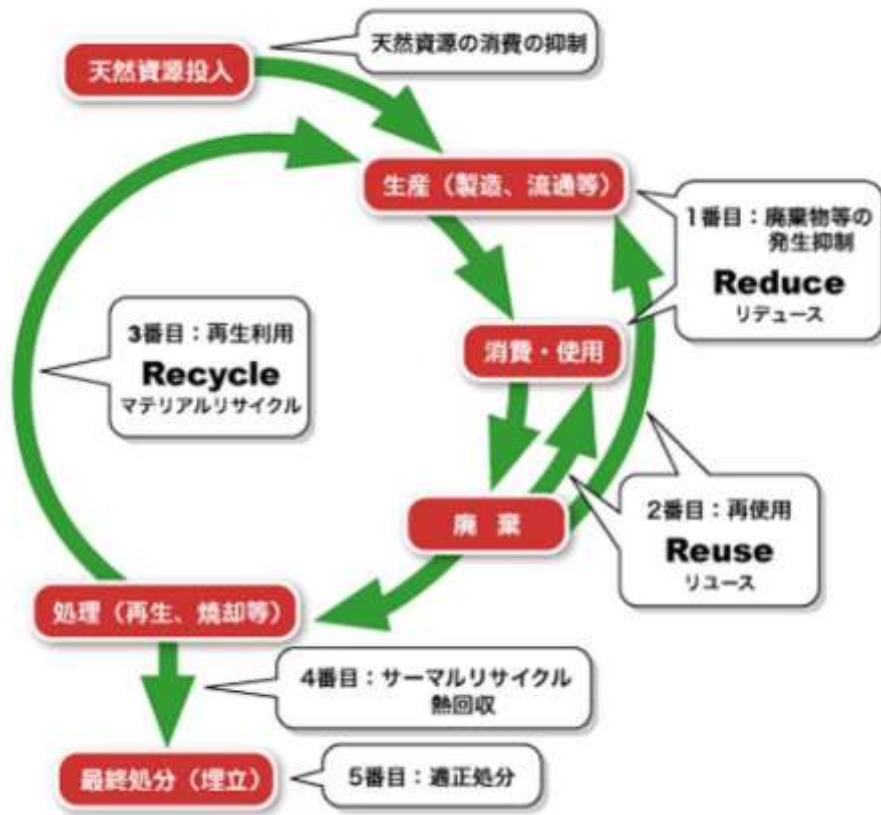 天然資源の消費の抑制
天然資源投入
生産（製造、流通等）
1番目：廃棄物等の
発生抑制
Reduce
リデュース
3番目：再生利用
Recycle
マテリアルリサイクル
消費・使用
廃 棄
2番目：再使用
Reuse
リユース
処理（再生、焼却等）
4番目：サーマルリサイクル
熱回収
最終処分（埋立）
5番目：適正処分